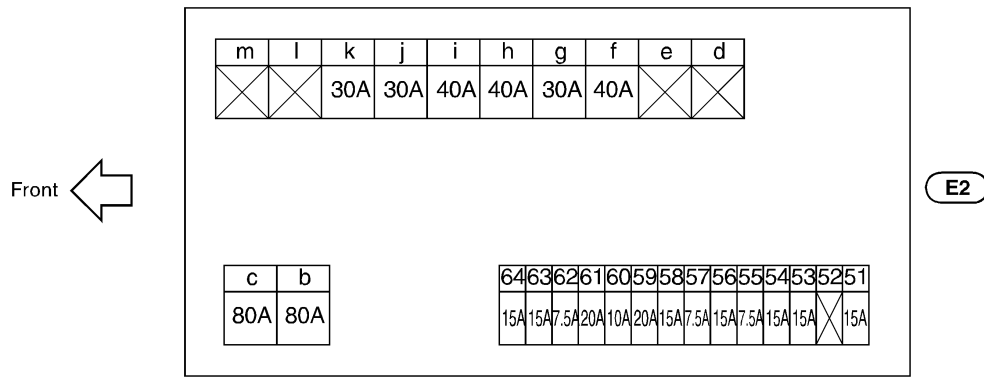 m l k j i h g f e d
30A 30A 40A 40A 30A 40A
Front
E2
c b
80A 80A
64 63 62 61 60 59 58 57 56 55 54 53 52 51
15A 15A 7.5A 20A 10A 20A 15A 7.5A 15A 7.5A 15A 15A 15A